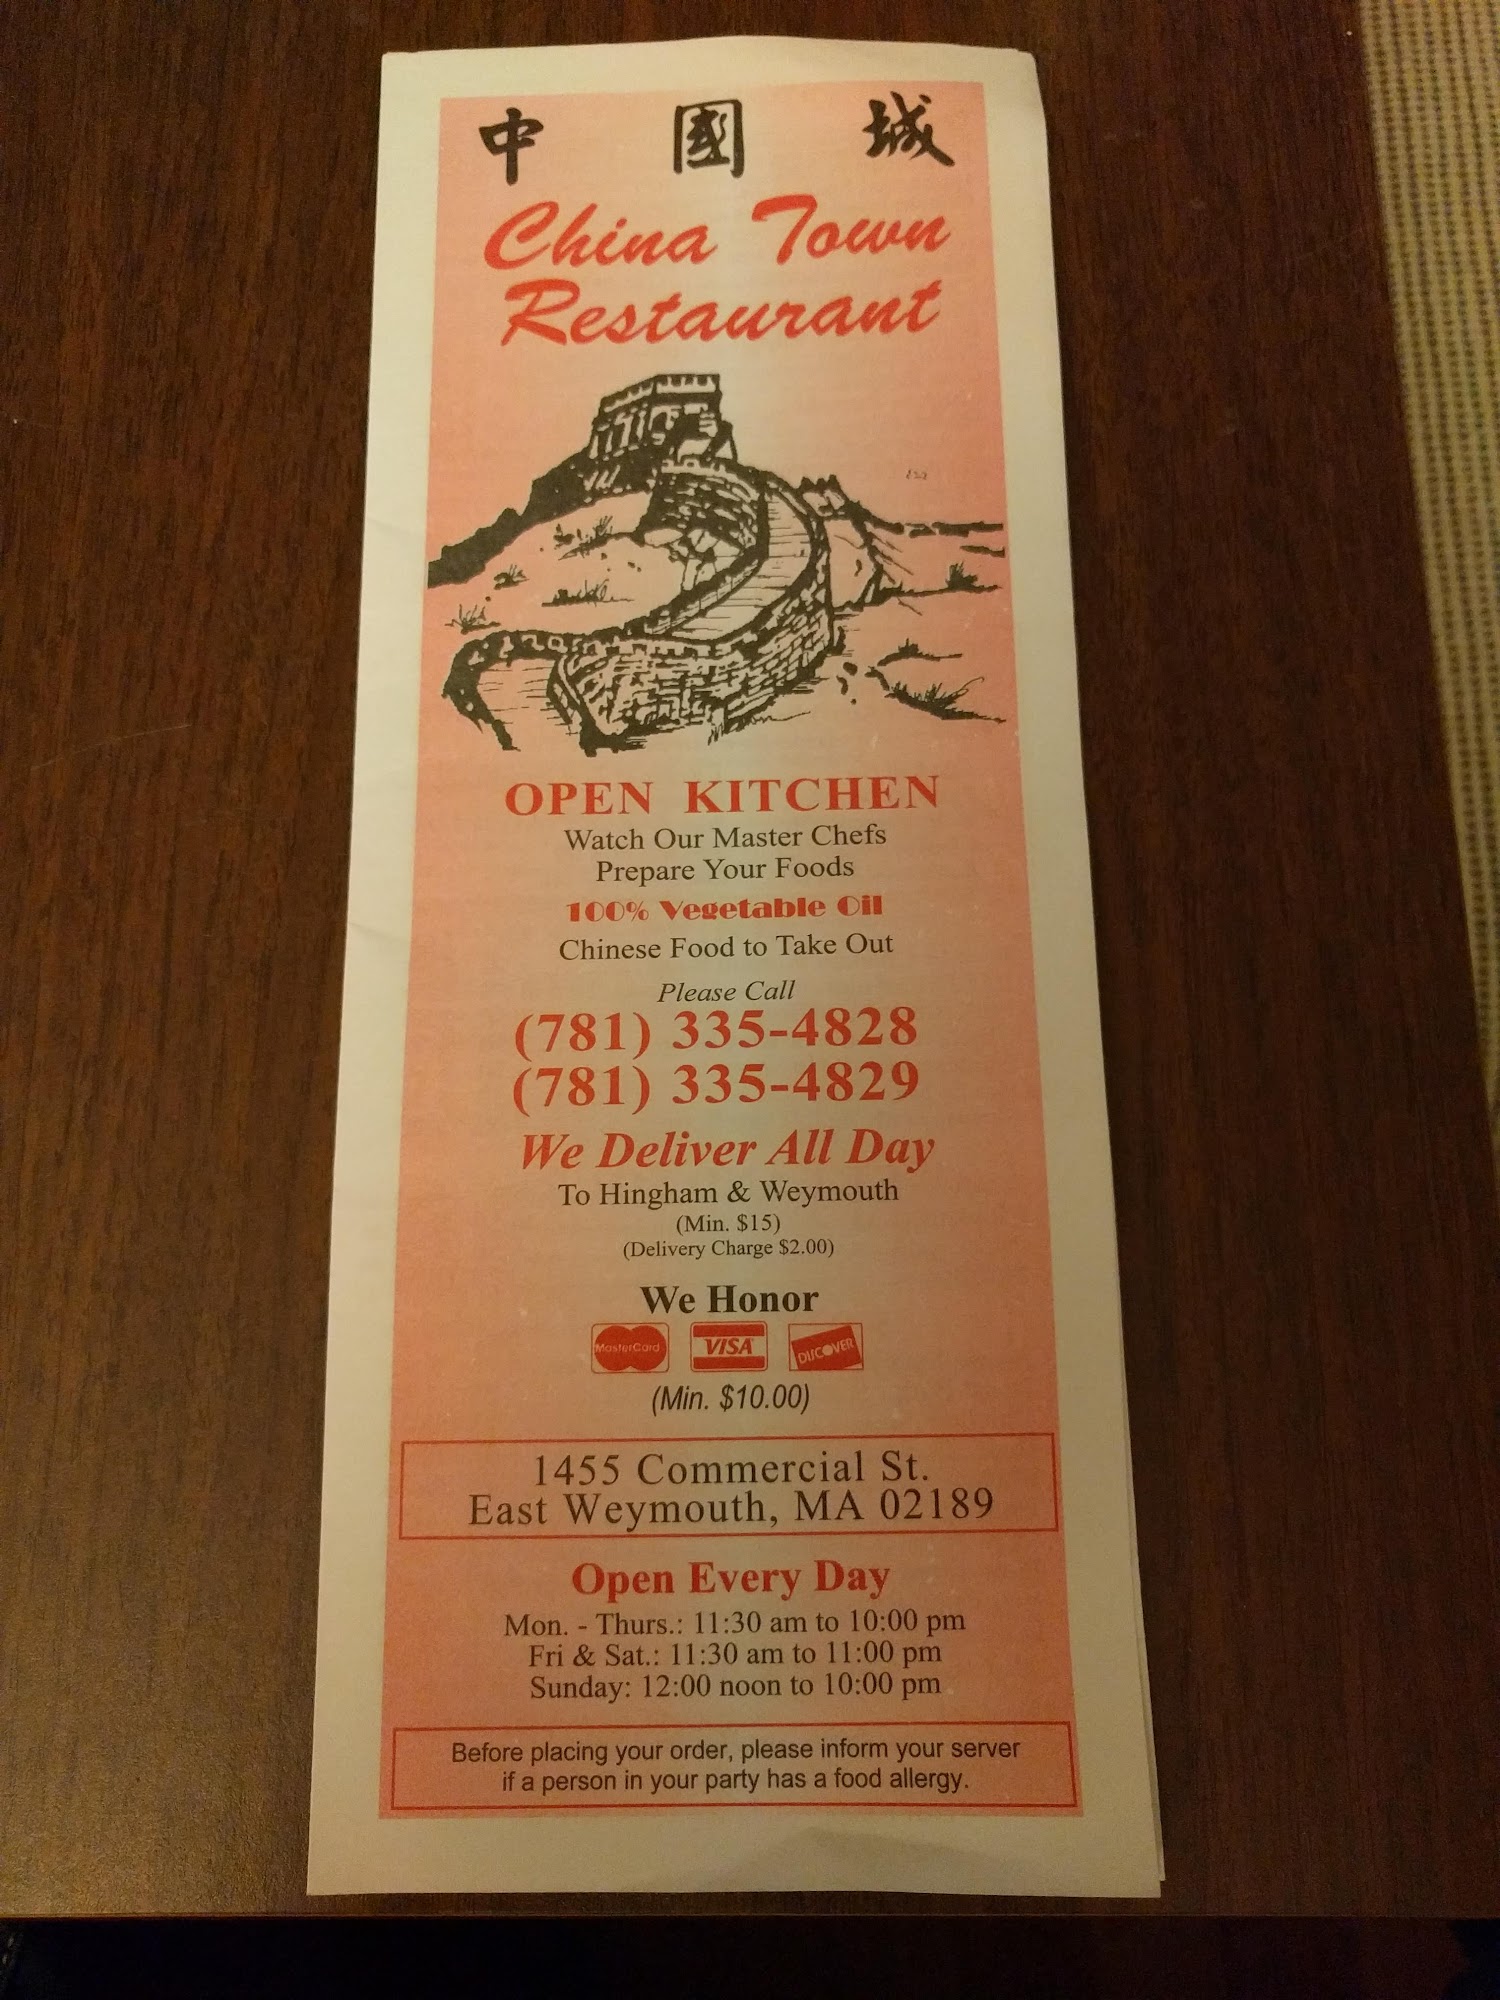 中 國 城
China Town
Restaurant
OPEN KITCHEN
Watch Our Master Chefs
Prepare Your Foods
100% Vegetable Oil
Chinese Food to Take Out
Please Call
(781) 335-4828
(781) 335-4829
We Deliver All Day
To Hingham & Weymouth
(Min. $15)
(Delivery Charge $2.00)
We Honor
MasterCard VISA DISCOVER
(Min. $10.00)
1455 Commercial St.
East Weymouth, MA 02189
Open Every Day
Mon. - Thurs.: 11:30 am to 10:00 pm
Fri & Sat.: 11:30 am to 11:00 pm
Sunday: 12:00 noon to 10:00 pm
Before placing your order, please inform your server
if a person in your party has a food allergy.